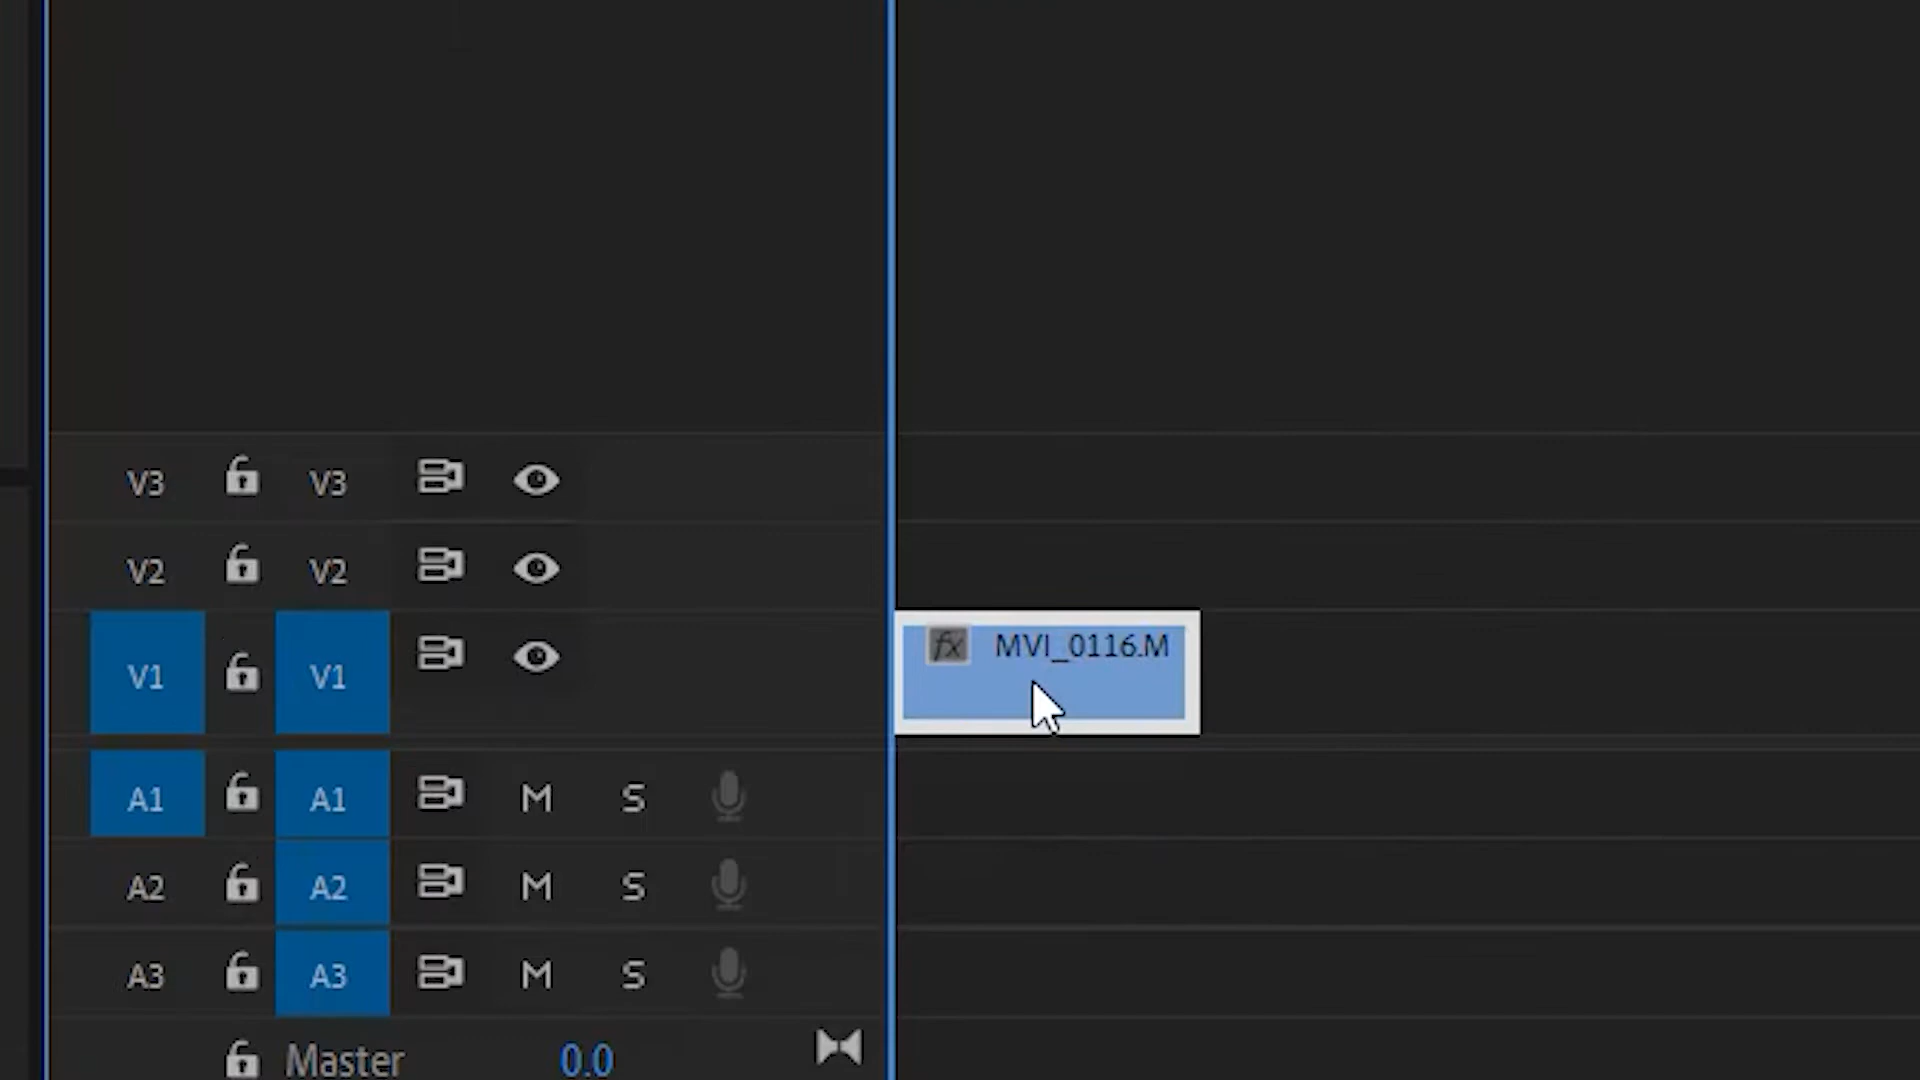 V3 V3
V2 V2
V1 V1 fx MVI_0116.M
A1 A1 M S
A2 A2 M S
A3 A3 M S
Master 0.0